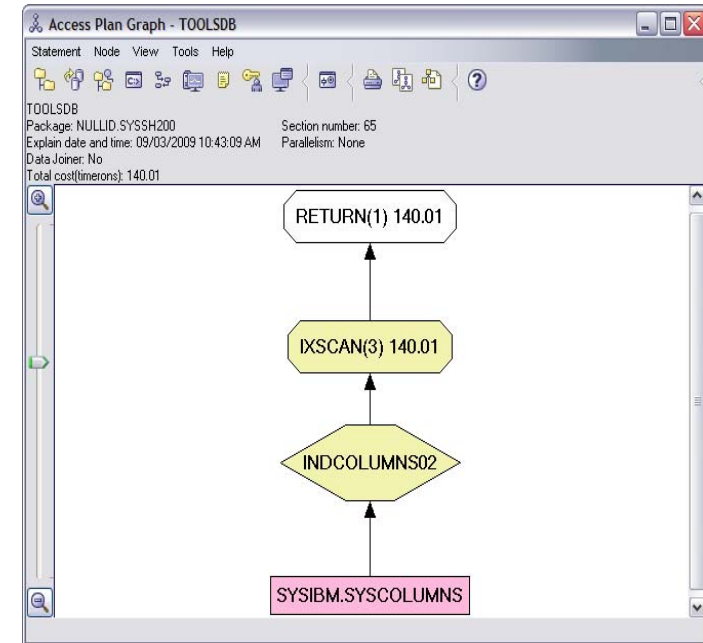 Access Plan Graph - TOOLSDB
Statement Node View Tools Help
TOOLSDB
Package: NULLID.SYSSH200 Section number: 65
Explain date and time: 09/03/2009 10:43:09 AM Parallelism: None
Data Joiner: No
Total cost(timerons): 140.01
RETURN(1) 140.01
IXSCAN(3) 140.01
INDCOLUMNS02
SYSIBM.SYSCOLUMNS